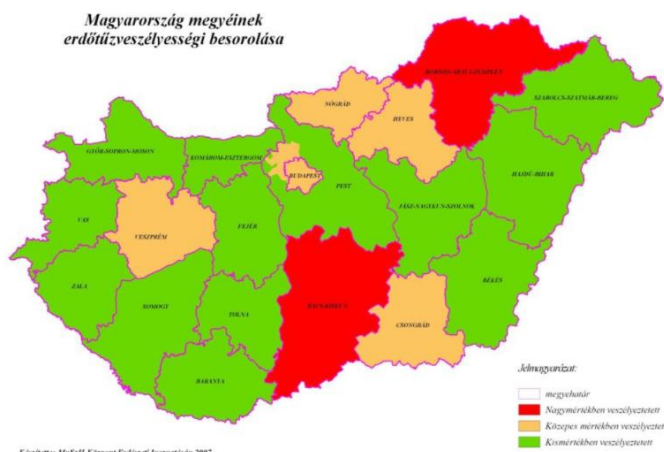 Magyarország megyéinek
erdőtűzveszélyességi besorolása
BORSOD-ABAÚJ-ZEMPLÉN
SZABOLCS-SZATMÁR-BEREG
NÓGRÁD
HEVES
GYŐR-SOPRON-MOSON
KOMÁROM-ESZTERGOM
BUDAPEST
PEST
HAJDÚ-BIHAR
JÁSZ-NAGYKUN-SZOLNOK
VAS
VESZPRÉM
FEJÉR
ZALA
SOMOGY
TOLNA
BÁCS-KISKUN
CSONGRÁD
BÉKÉS
BARANYA
Jelmagyarázat:
megyehatár
Nagymértékben veszélyeztetett
Közepes mértékben veszélyeztet
Kismértékben veszélyeztetett